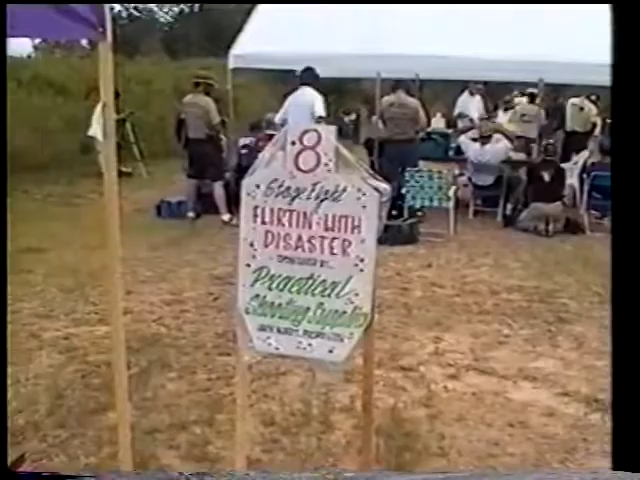 8
Stage Eight
FLIRTIN' WITH
DISASTER
SPONSORED BY...
Practical
Shooting Supplies